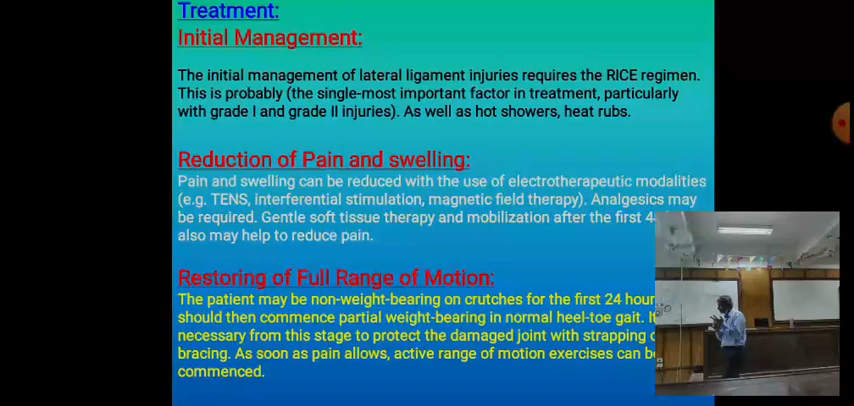 Treatment:
Initial Management:
The initial management of lateral ligament injuries requires the RICE regimen.
This is probably (the single-most important factor in treatment, particularly
with grade I and grade II injuries). As well as hot showers, heat rubs.
Reduction of Pain and swelling:
Pain and swelling can be reduced with the use of electrotherapeutic modalities
(e.g. TENS, interferential stimulation, magnetic field therapy). Analgesics may
be required. Gentle soft tissue therapy and mobilization after the first
also may help to reduce pain.
Restoring of Full Range of Motion:
The patient may be non-weight-bearing on crutches for the first 24
should then commence partial weight-bearing in normal heel-toe gait.
necessary from this stage to protect the damaged joint with strapping
bracing. As soon as pain allows, active range of motion exercises can
commenced.